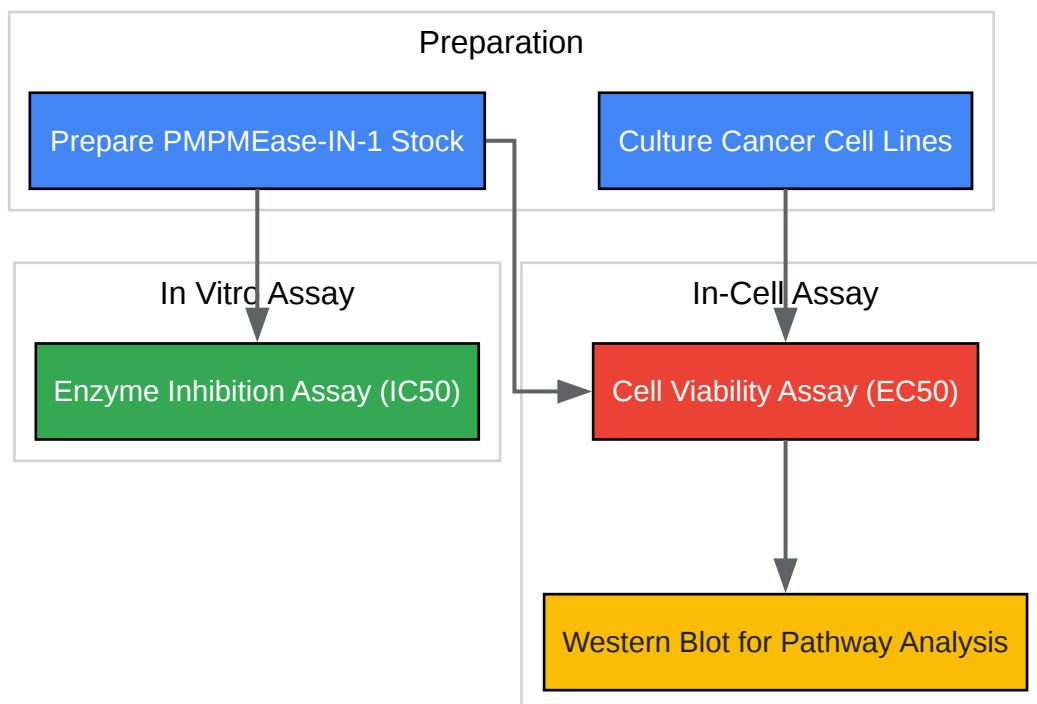 Preparation
Prepare PMPMEase-IN-1 Stock
Culture Cancer Cell Lines
In Vitro Assay
In-Cell Assay
Enzyme Inhibition Assay (IC50)
Cell Viability Assay (EC50)
Western Blot for Pathway Analysis